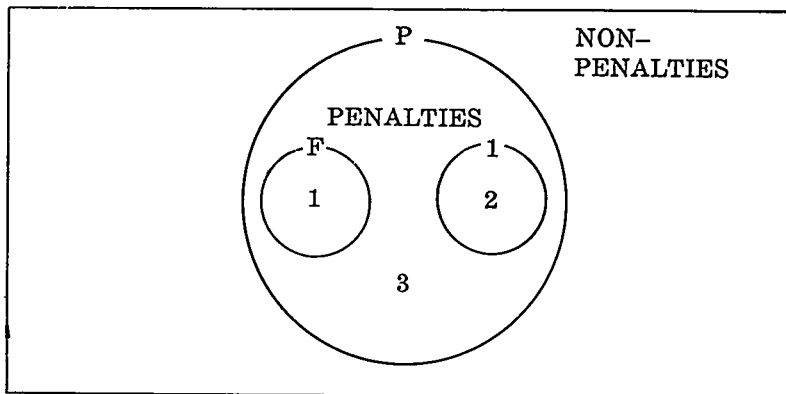 P
NON-
PENALTIES
PENALTIES
F
1
1
2
3